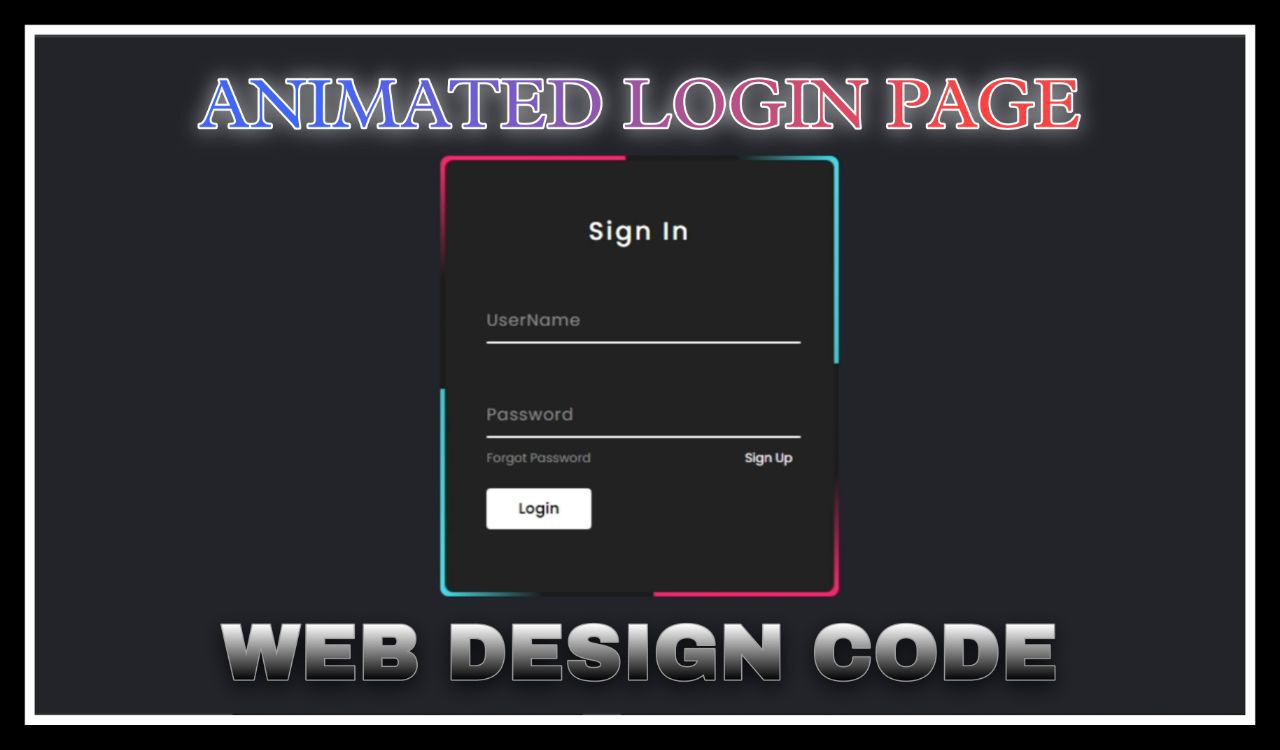 ANIMATED LOGIN PAGE
Sign In
UserName
Password
Forgot Password Sign Up
Login
WEB DESIGN CODE